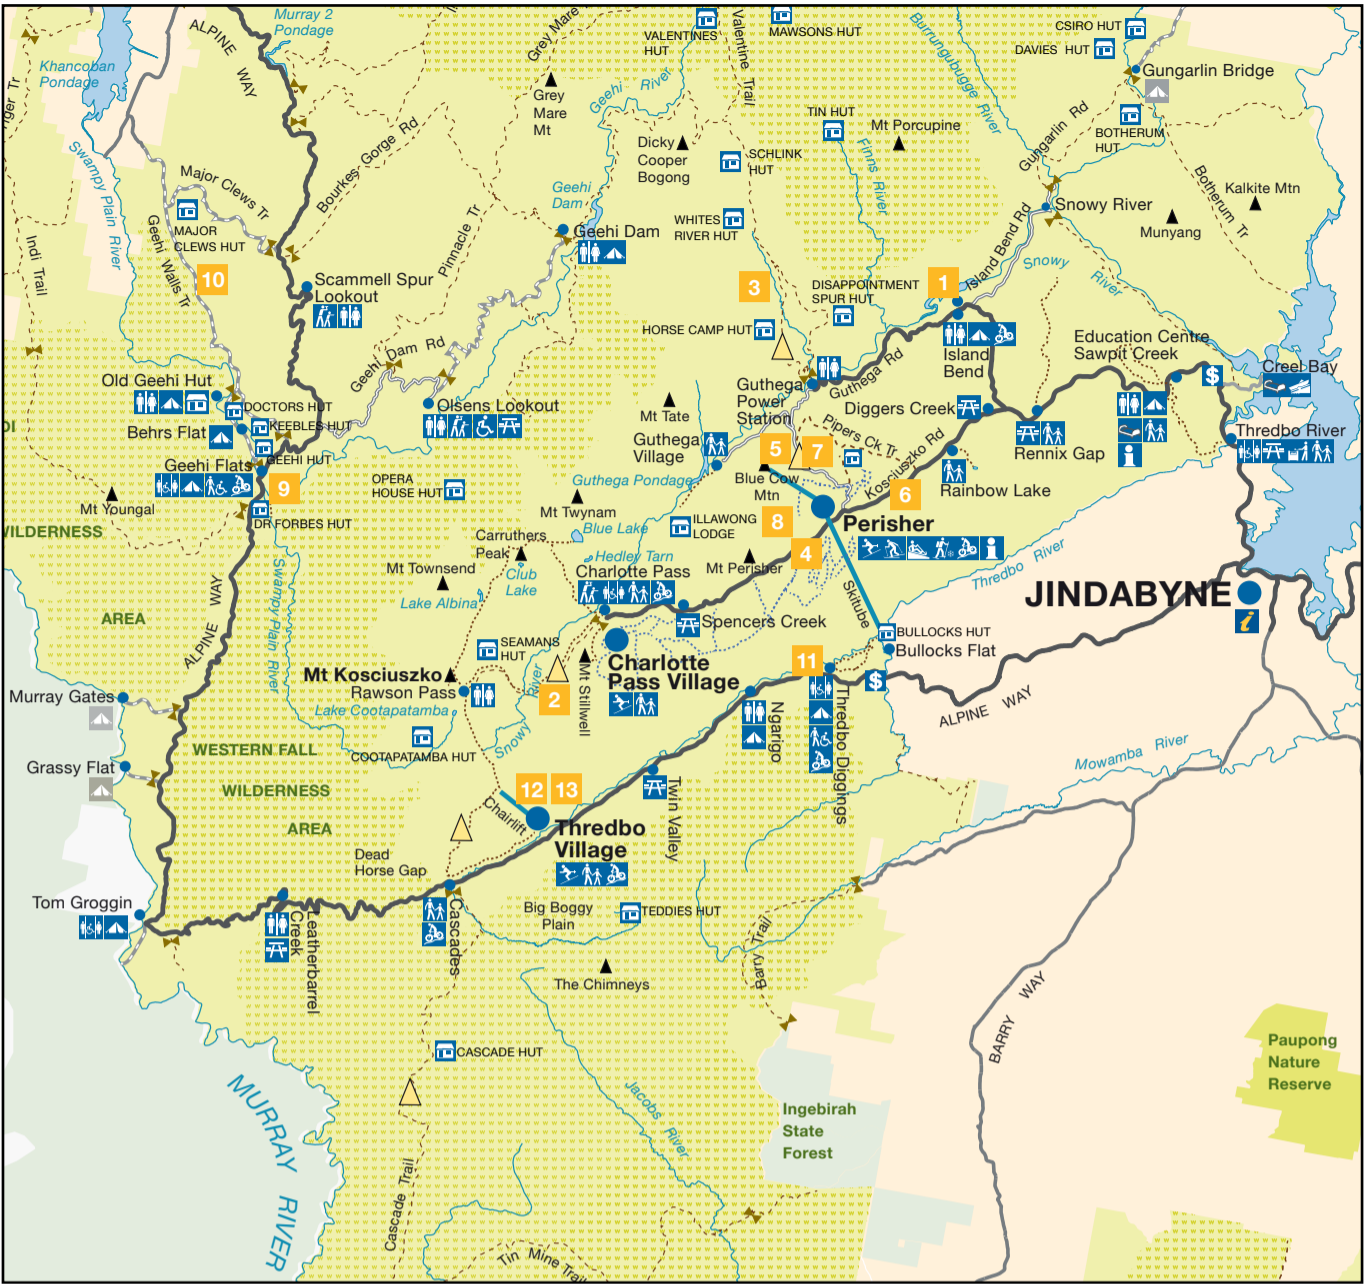 Murray 2
Pondage
ALPINE
WAY
Khancoban
Pondage
Grey Mare
VALENTINES
HUT
Valentine Trail
MAWSONS HUT
Burrungubugge River
CSIRO HUT
DAVIES HUT
Gungarlin Bridge
Grey
Mare
Mt
Geehi River
TIN HUT
Mt Porcupine
Finns River
BOTHERUM
HUT
Gungarlin Rd
Botherum Tr
Kalkite Mtn
Munyang
Snowy River
Swampy Plain River
Major Clews Tr
MAJOR
CLEWS HUT
Bourkes Gorge Rd
Dicky
Cooper
Bogong
SCHLINK
HUT
Geehi
Dam
Geehi Dam
WHITES
RIVER HUT
Pinnacle Tr
Indi Trail
Geehi Walls Tr
10
Scammell Spur
Lookout
3
DISAPPOINTMENT
SPUR HUT
1
Island Bend Rd
Snowy
River
HORSE CAMP HUT
Geehi Dam Rd
Island
Bend
Education Centre
Sawpit Creek
$
Creel Bay
Old Geehi Hut
DOCTORS HUT
KEEBLES HUT
Behrs Flat
GEEHI HUT
Geehi Flats
Olsens Lookout
Guthega
Power
Station
Guthega Rd
Mt Tate
Diggers Creek
Rennix Gap
i
Thredbo River
Guthega
Village
Pipers Ck Tr
Kosciuszko Rd
5
7
Blue Cow
Mtn
Rainbow Lake
6
9
OPERA
HOUSE HUT
Guthega Pondage
Mt Youngal
DR FORBES HUT
WILDERNESS
AREA
Mt Twynam
Blue Lake
ILLAWONG
LODGE
8
4
Perisher
i
Carruthers
Peak
Hedley Tarn
Charlotte Pass
Mt Perisher
Mt Townsend
Club
Lake
Lake Albina
Skitube
Thredbo River
JINDABYNE
i
Spencers Creek
BULLOCKS HUT
Bullocks Flat
SEAMANS
HUT
Charlotte
Pass Village
Mt Stilwell
11
$
Mt Kosciuszko
Rawson Pass
Lake Cootapatamba
2
Snowy River
COOTAPATAMBA HUT
Swampy Plain River
ALPINE WAY
Murray Gates
Grassy Flat
WESTERN FALL
WILDERNESS
AREA
Ngarigo
Thredbo Diggings
ALPINE WAY
Mowamba River
12
13
Chairlift
Thredbo
Village
Twin Valley
Dead
Horse Gap
Tom Groggin
Leatherbarrel
Creek
Cascades
Big Boggy
Plain
TEDDIES HUT
The Chimneys
Barry Trail
BARRY WAY
CASCADE HUT
Jacobs River
Cascade Trail
Tin Mine Trail
MURRAY RIVER
Ingebirah
State
Forest
Paupong
Nature
Reserve